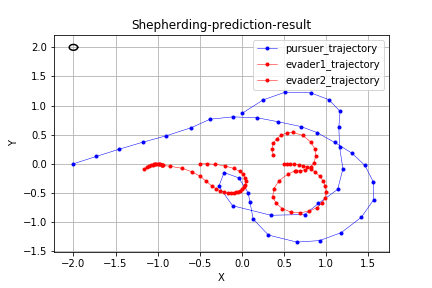 Shepherding-prediction-result
pursuer_trajectory
evader1_trajectory
evader2_trajectory
Y
2.0
1.5
1.0
0.5
0.0
−0.5
−1.0
−1.5
−2.0 −1.5 −1.0 −0.5 0.0 0.5 1.0 1.5
X